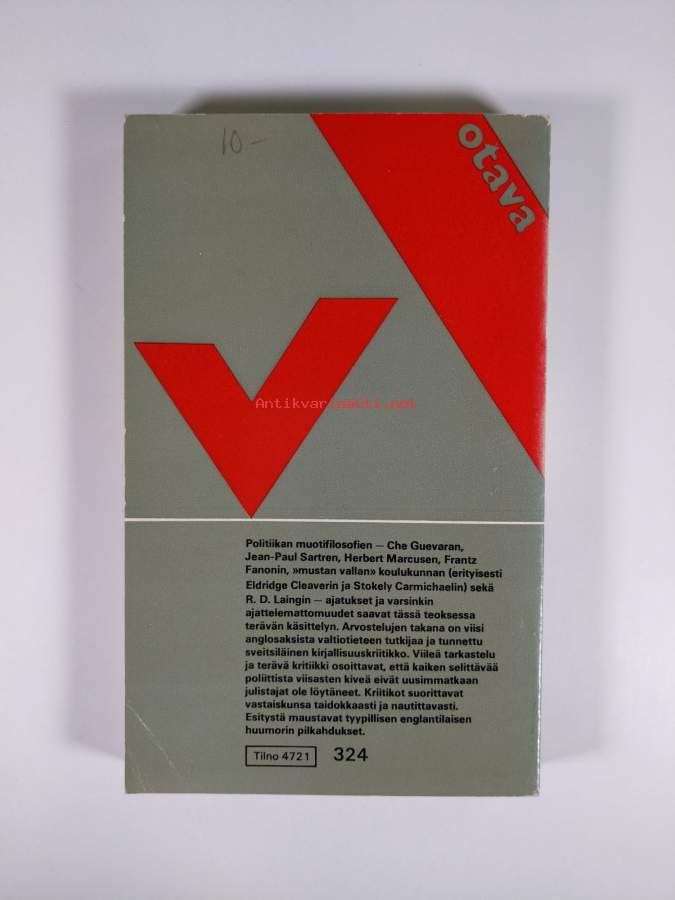 10-
otava
Antikvariaatti.net
Politiikan muotifilosofien — Che Guevaran,
Jean-Paul Sartren, Herbert Marcusen, Frantz
Fanonin, »mustan vallan» koulukunnan (erityisesti
Eldridge Cleaverin ja Stokely Carmichaelin) sekä
R. D. Laingin — ajatukset ja varsinkin
ajattelemattomuudet saavat tässä teoksessa
terävän käsittelyn. Arvostelujen takana on viisi
anglosaksista valtiotieteen tutkijaa ja tunnettu
sveitsiläinen kirjallisuuskriitikko. Viileä tarkastelu
ja terävä kritiikki osoittavat, että kaiken selittävää
poliittista viisasten kiveä eivät uusimmatkaan
julistajat ole löytäneet. Kriitikot suorittavat
vastaiskunsa taidokkaasti ja nautittavasti.
Esitystä maustavat tyypillisen englantilaisen
huumorin pilkahdukset.
Tilno 4721 324